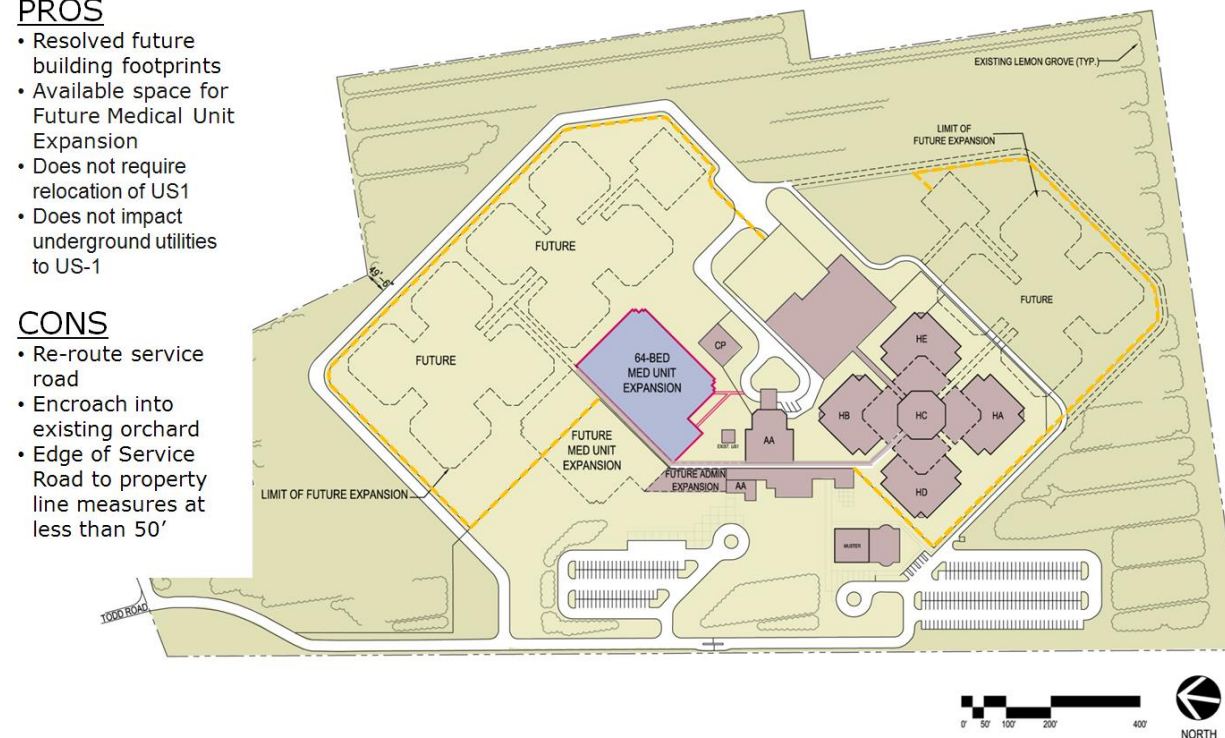 PROS
• Resolved future
building footprints
• Available space for
Future Medical Unit
Expansion
• Does not require
relocation of US1
• Does not impact
underground utilities
to US-1
CONS
• Re-route service
road
• Encroach into
existing orchard
• Edge of Service
Road to property
line measures at
less than 50’
EXISTING LEMON GROVE (TYP.)
LIMIT OF
FUTURE EXPANSION
FUTURE
49'-6"
FUTURE
FUTURE
64-BED
MED UNIT
EXPANSION
CP
HE
HB
HC
HA
HD
AA
EXIST. US1
FUTURE
MED UNIT
EXPANSION
FUTURE ADMIN
EXPANSION
AA
LIMIT OF FUTURE EXPANSION
MUSTER
TODD ROAD
0' 50' 100' 200' 400'
NORTH